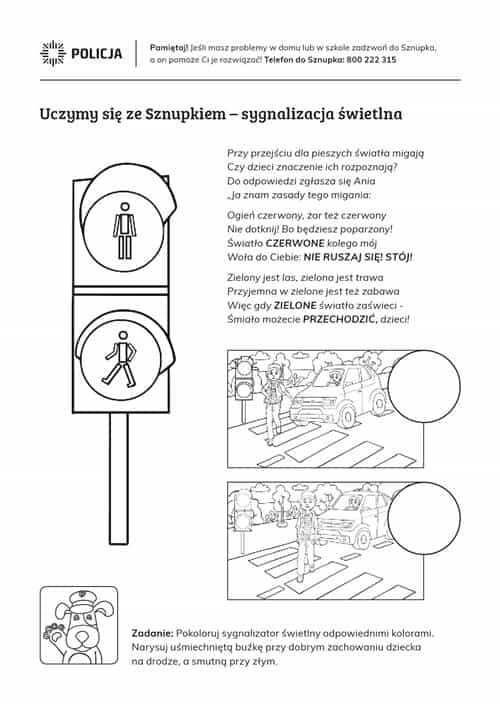 POLICJA
Pamiętaj! Jeśli masz problemy w domu lub w szkole zadzwoń do Sznupka,
a on pomoże Ci je rozwiązać! Telefon do Sznupka: 800 222 315
Uczymy się ze Sznupkiem – sygnalizacja świetlna
Przy przejściu dla pieszych światła migają
Czy dzieci znaczenie ich rozpoznają?
Do odpowiedzi zgłasza się Ania
„Ja znam zasady tego migania:
Ogień czerwony, żar też czerwony
Nie dotknij! Bo będziesz poparzony!
Światło CZERWONE kolego mój
Woła do Ciebie: NIE RUSZAJ SIĘ! STÓJ!
Zielony jest las, zielona jest trawa
Przyjemna w zielone jest też zabawa
Więc gdy ZIELONE światło zaświeci -
Śmiało możecie PRZECHODZIĆ, dzieci!
Zadanie: Pokoloruj sygnalizator świetlny odpowiednimi kolorami.
Narysuj uśmiechniętą buźkę przy dobrym zachowaniu dziecka
na drodze, a smutną przy złym.